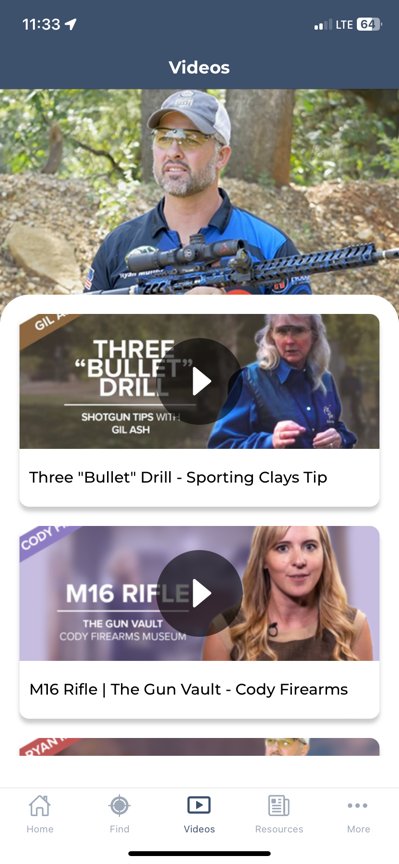 11:33
LTE 64
Videos
GIL A
THREE
“BULLET”
DRILL
SHOTGUN TIPS WITH
GIL ASH
Three "Bullet" Drill - Sporting Clays Tip
CODY F
M16 RIFLE
THE GUN VAULT
CODY FIREARMS MUSEUM
M16 Rifle | The Gun Vault - Cody Firearms
RYAN
Home
Find
Videos
Resources
More